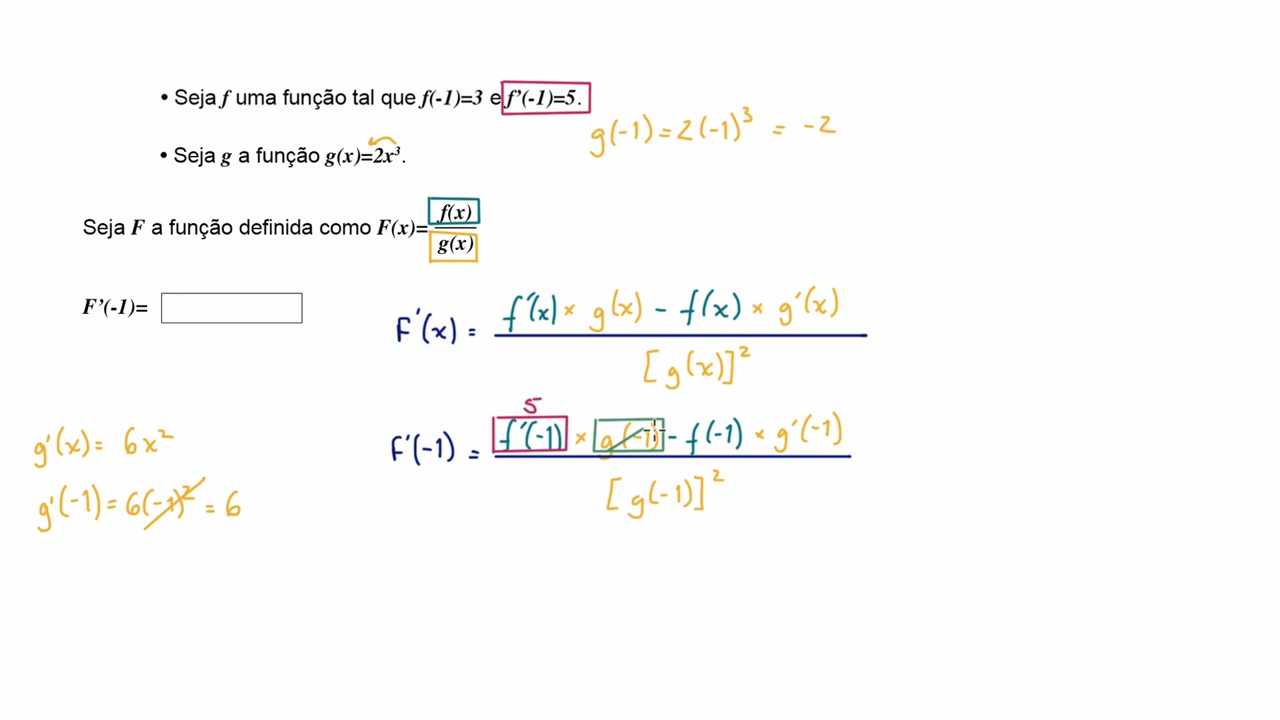 • Seja f uma função tal que f(-1)=3 e f'(-1)=5.
g(-1) = 2(-1)³ = -2
• Seja g a função g(x)=2x³.
Seja F a função definida como F(x)= f(x)
g(x)
F'(-1)=
F'(x) = f'(x) × g(x) - f(x) × g'(x)
[g(x)]²
5
F'(-1) = f'(-1) × g(-1) - f(-1) × g'(-1)
[g(-1)]²
g'(x) = 6x²
g'(-1) = 6(-1)² = 6